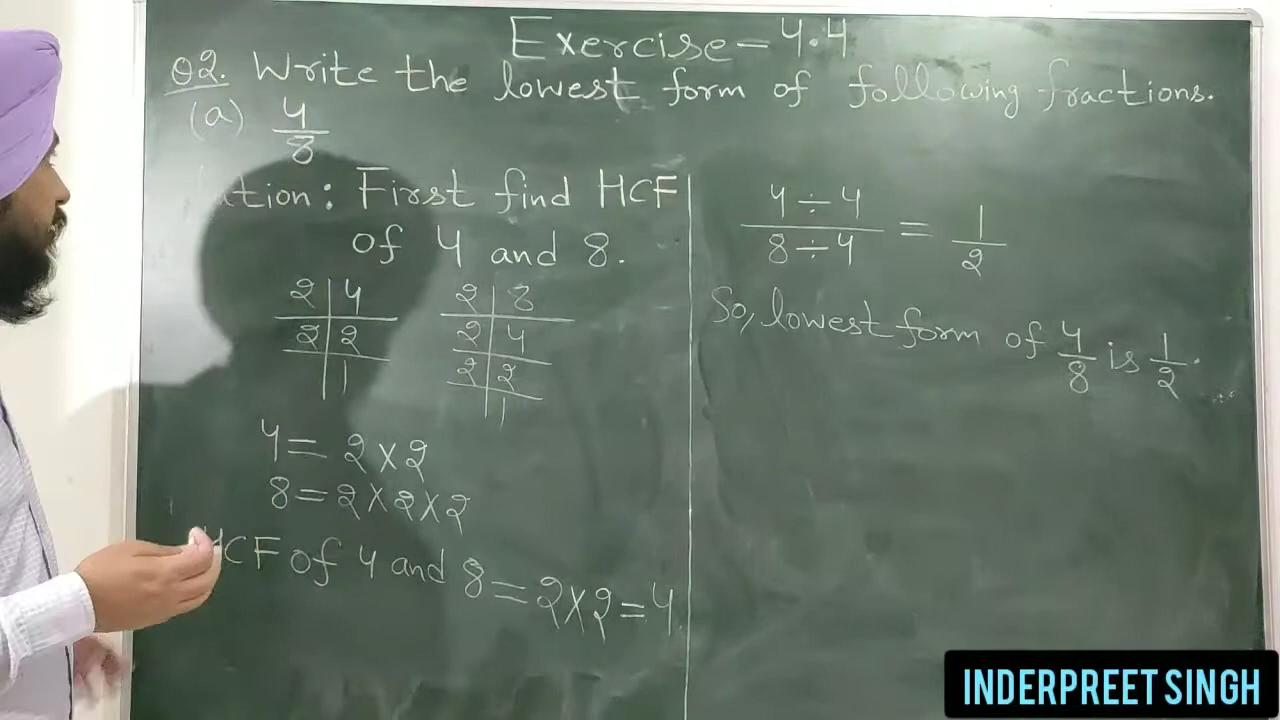 Exercise - 4.4
Q2. Write the lowest form of following fractions.
(a) 4/8
First find HCF
of 4 and 8.
2 | 4
2 | 2
| 1
2 | 8
2 | 4
2 | 2
| 1
4 = 2 × 2
8 = 2 × 2 × 2
HCF of 4 and 8 = 2 × 2 = 4
4 ÷ 4 / 8 ÷ 4 = 1/2
So, lowest form of 4/8 is 1/2.
INDERPREET SINGH